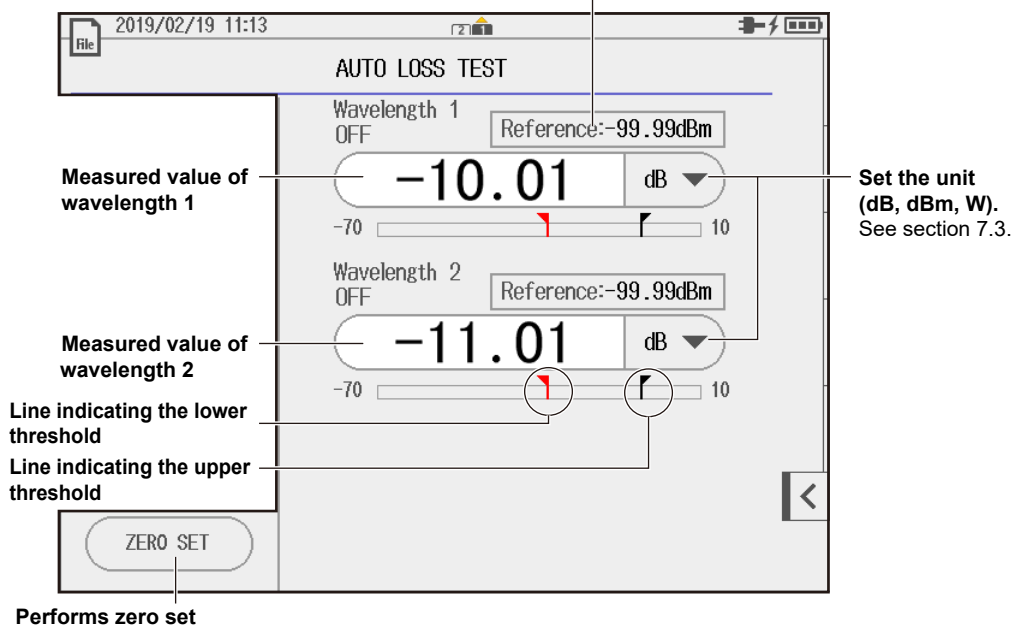 2019/02/19 11:13
2 1
File
AUTO LOSS TEST
Wavelength 1
OFF
Reference:-99.99dBm
Measured value of
wavelength 1
-10.01 dB
Set the unit
(dB, dBm, W).
See section 7.3.
-70 10
Wavelength 2
OFF
Reference:-99.99dBm
Measured value of
wavelength 2
-11.01 dB
-70 10
Line indicating the lower
threshold
Line indicating the upper
threshold
ZERO SET
Performs zero set